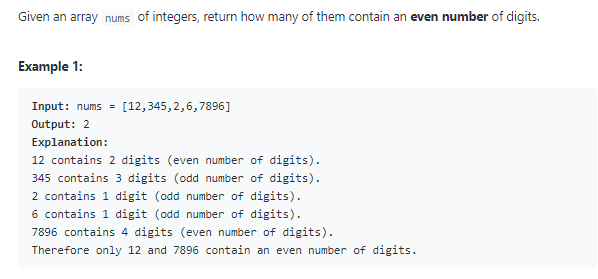 Given an array nums of integers, return how many of them contain an even number of digits.
Example 1:
Input: nums = [12,345,2,6,7896]
Output: 2
Explanation:
12 contains 2 digits (even number of digits).
345 contains 3 digits (odd number of digits).
2 contains 1 digit (odd number of digits).
6 contains 1 digit (odd number of digits).
7896 contains 4 digits (even number of digits).
Therefore only 12 and 7896 contain an even number of digits.